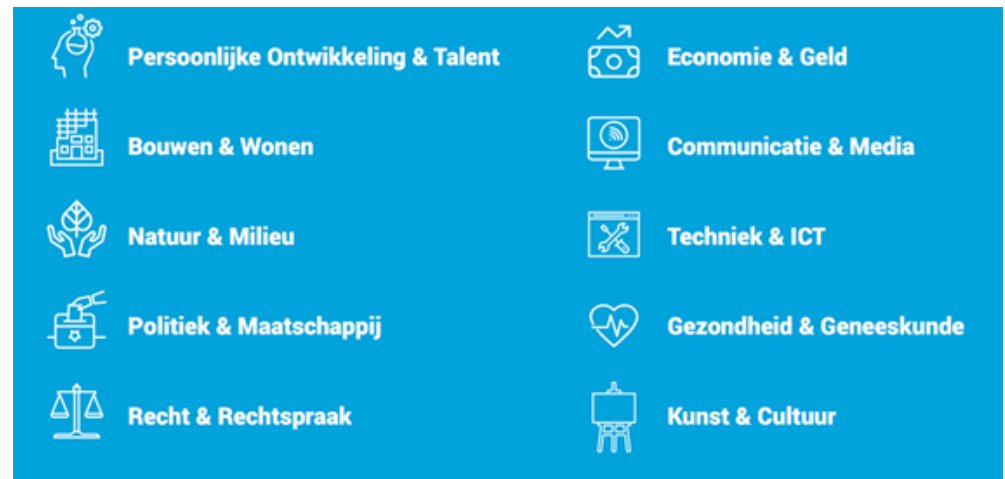 Persoonlijke Ontwikkeling & Talent
Economie & Geld
Bouwen & Wonen
Communicatie & Media
Natuur & Milieu
Techniek & ICT
Politiek & Maatschappij
Gezondheid & Geneeskunde
Recht & Rechtspraak
Kunst & Cultuur